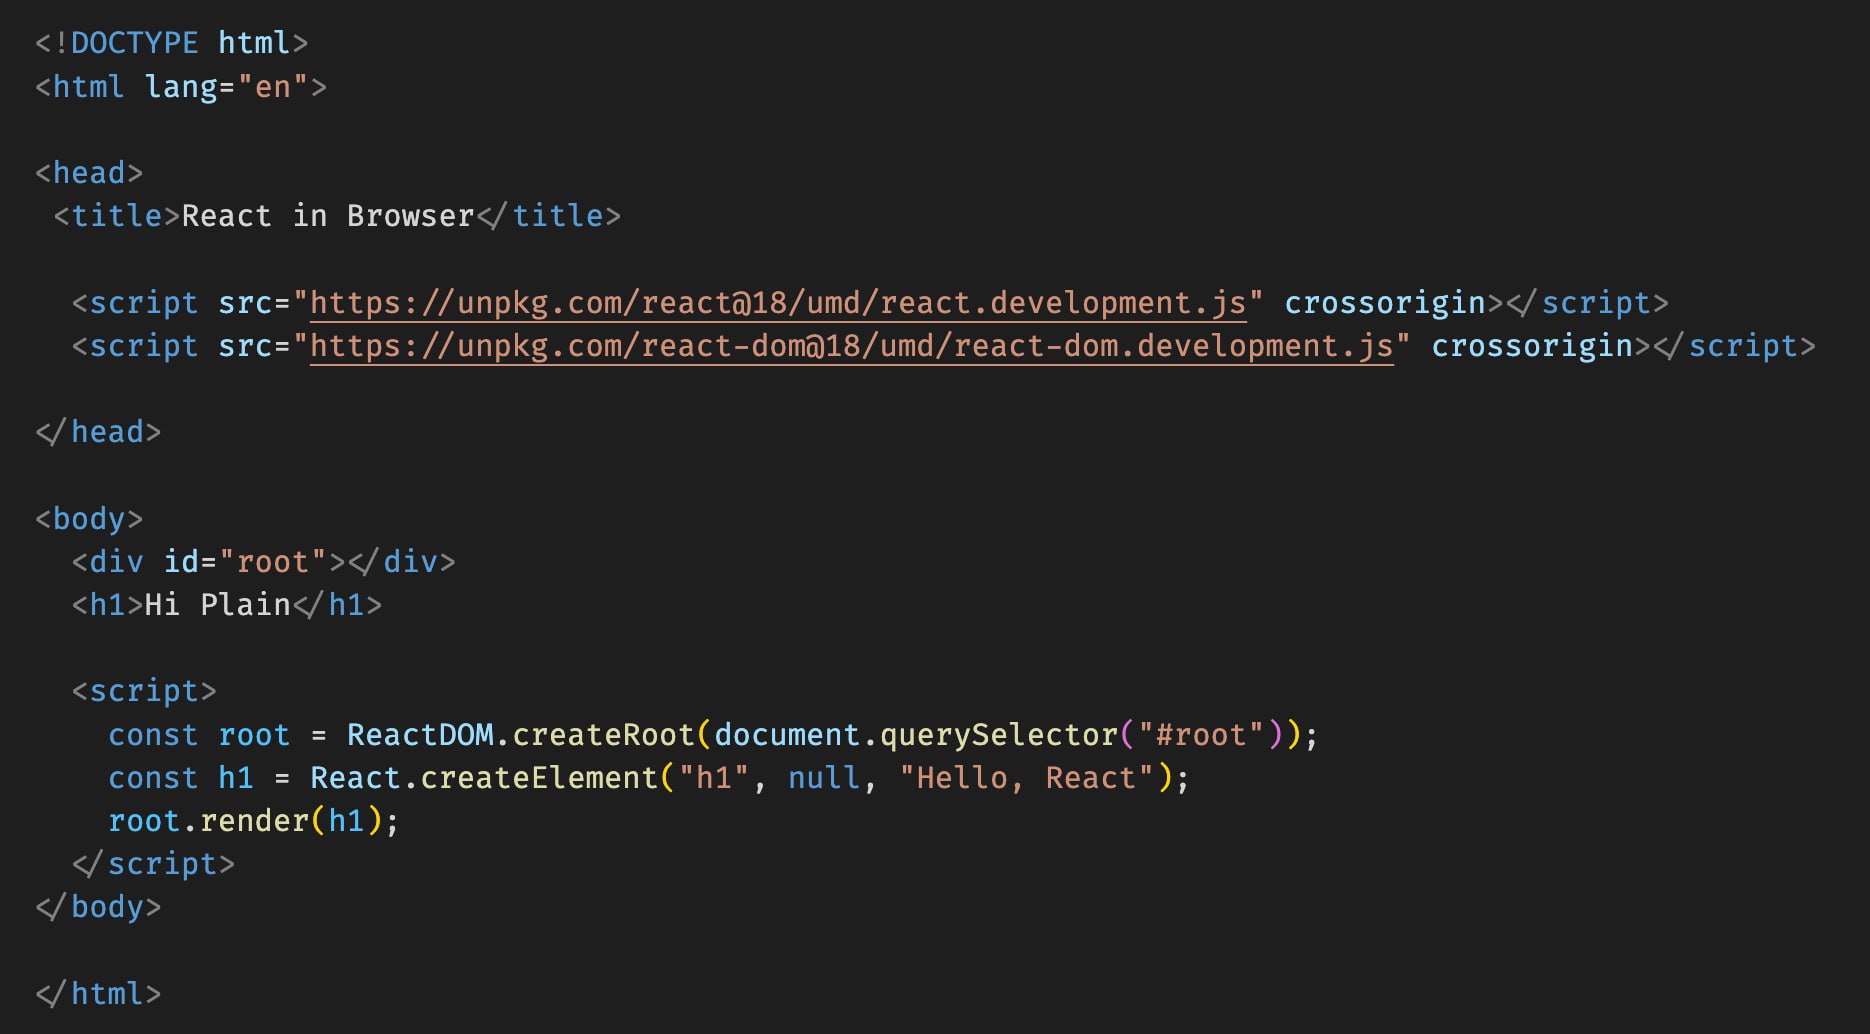 <!DOCTYPE html>
<html lang="en">
<head>
<title>React in Browser</title>
<script src="https://unpkg.com/react@18/umd/react.development.js" crossorigin></script>
<script src="https://unpkg.com/react-dom@18/umd/react-dom.development.js" crossorigin></script>
</head>
<body>
<div id="root"></div>
<h1>Hi Plain</h1>
<script>
const root = ReactDOM.createRoot(document.querySelector("#root"));
const h1 = React.createElement("h1", null, "Hello, React");
root.render(h1);
</script>
</body>
</html>